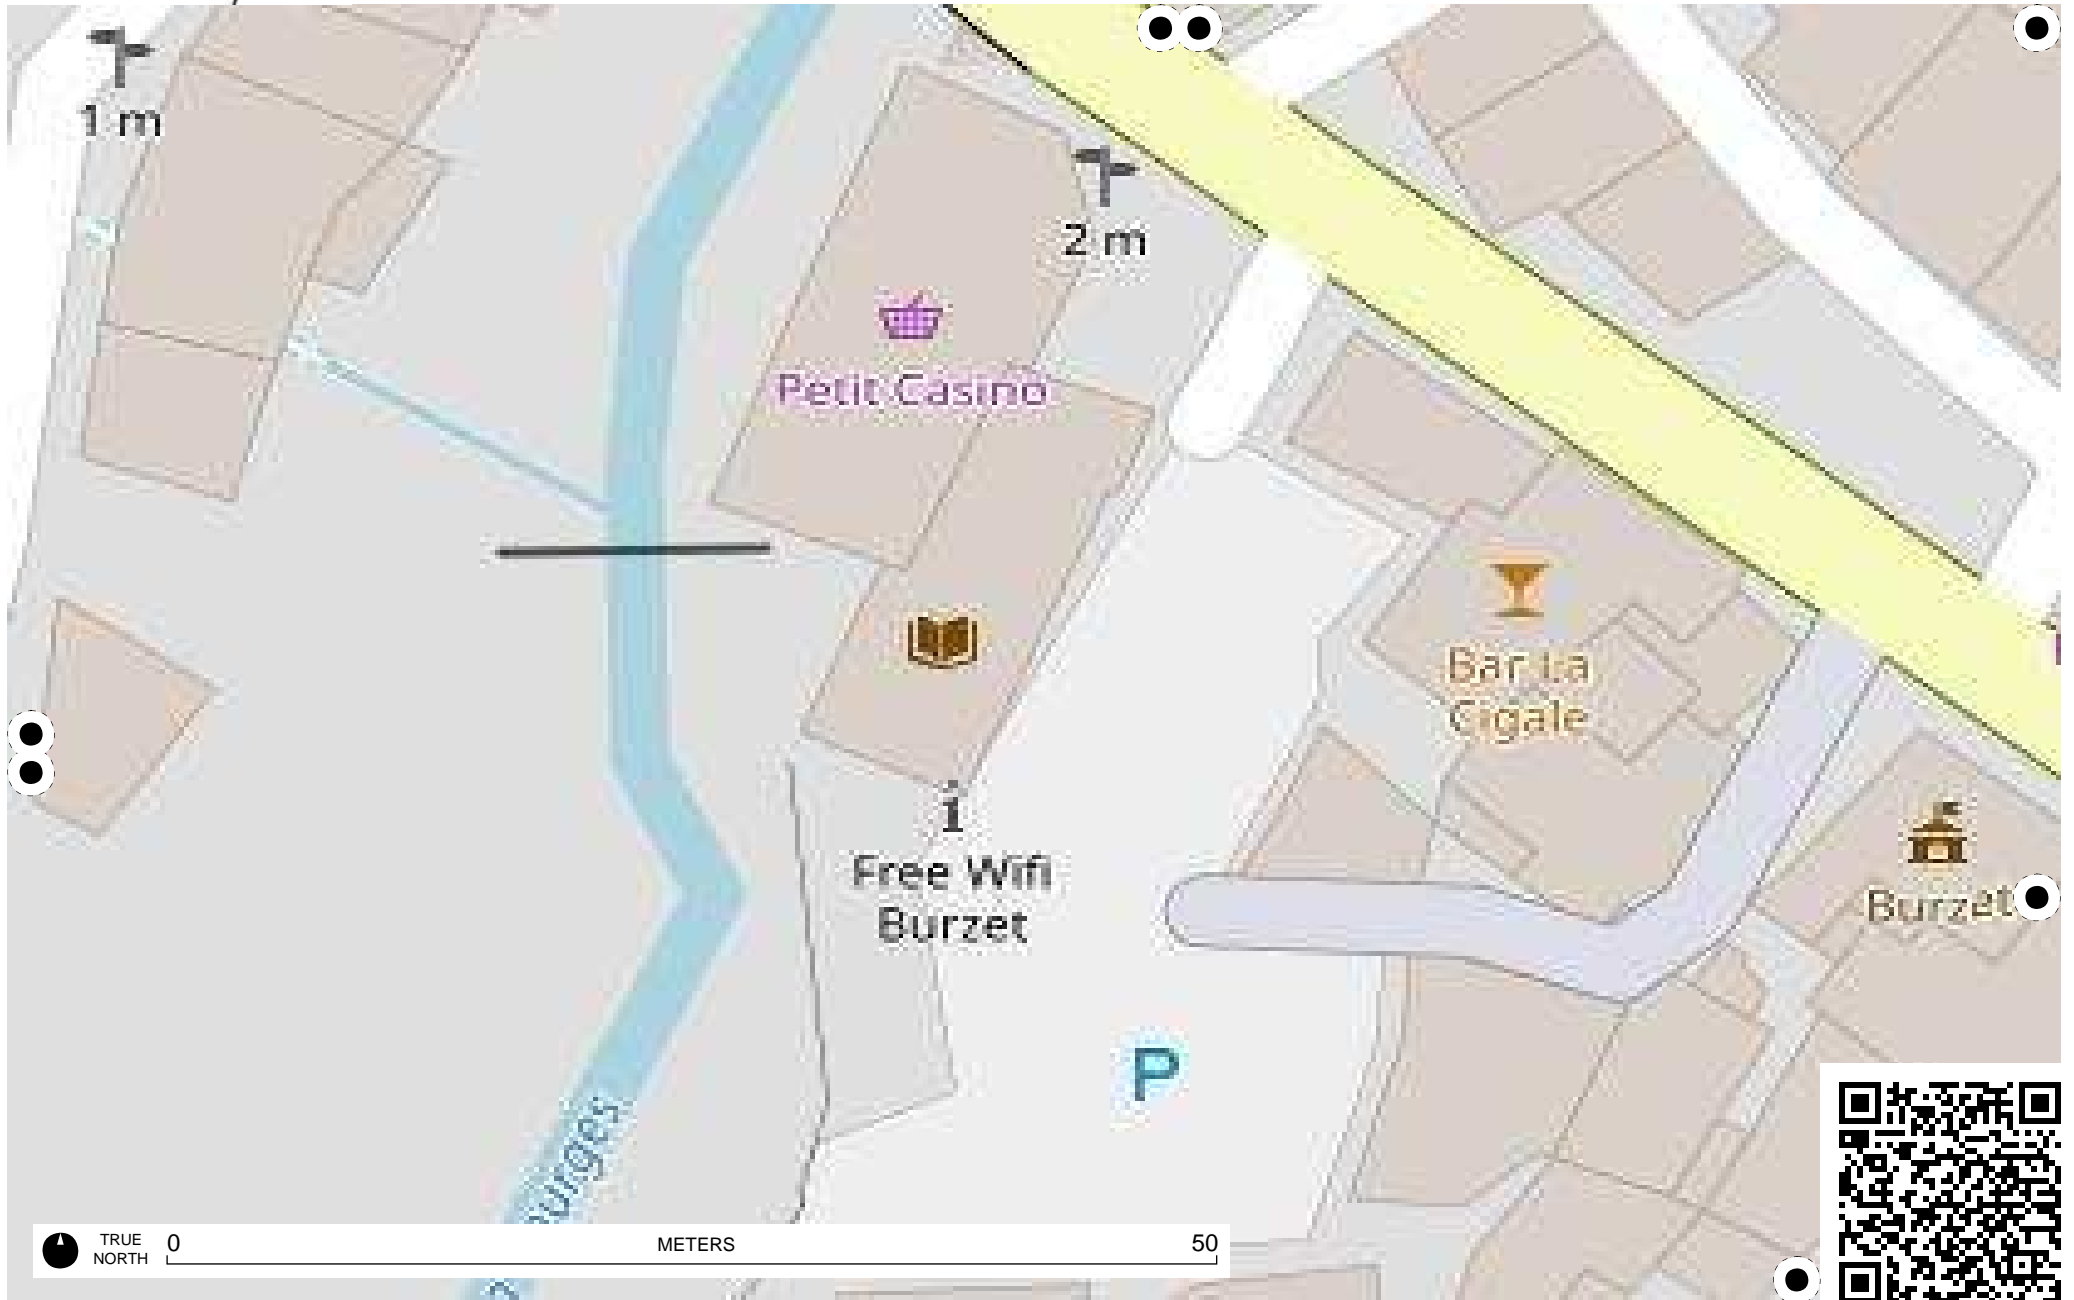 1 m
2 m
Petit Casino
Bar La
Cigale
Free Wifi
Burzet
Burzet
P
TRUE
NORTH
0
METERS
50